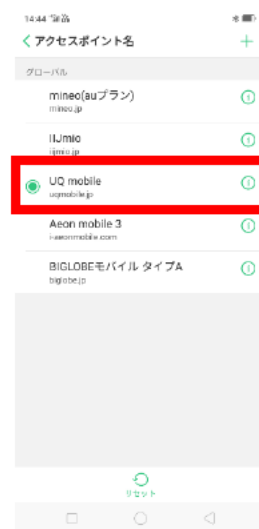 14:44
アクセスポイント名
グローバル
mineo(auプラン)
mineo.jp
IIJmio
iijmio.jp
UQ mobile
uqmobile.jp
Aeon mobile 3
i-aeonmobile.com
BIGLOBEモバイル タイプA
biglobe.jp
リセット